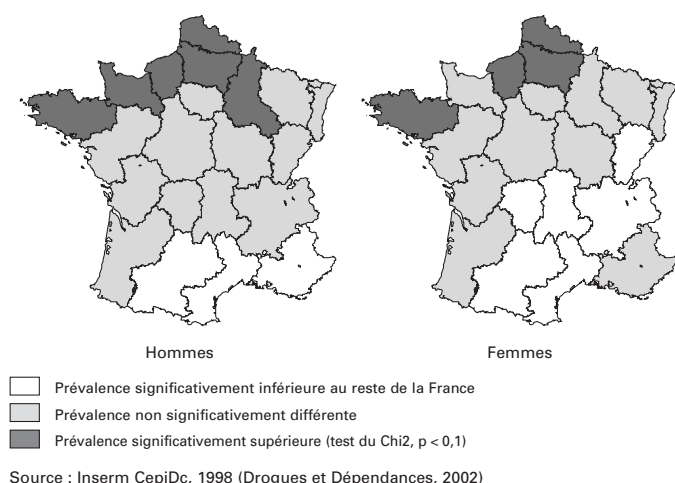 Hommes
Femmes
Prévalence significativement inférieure au reste de la France
Prévalence non significativement différente
Prévalence significativement supérieure (test du Chi2, p < 0,1)
Source : Inserm CepiDc, 1998 (Drogues et Dépendances, 2002)